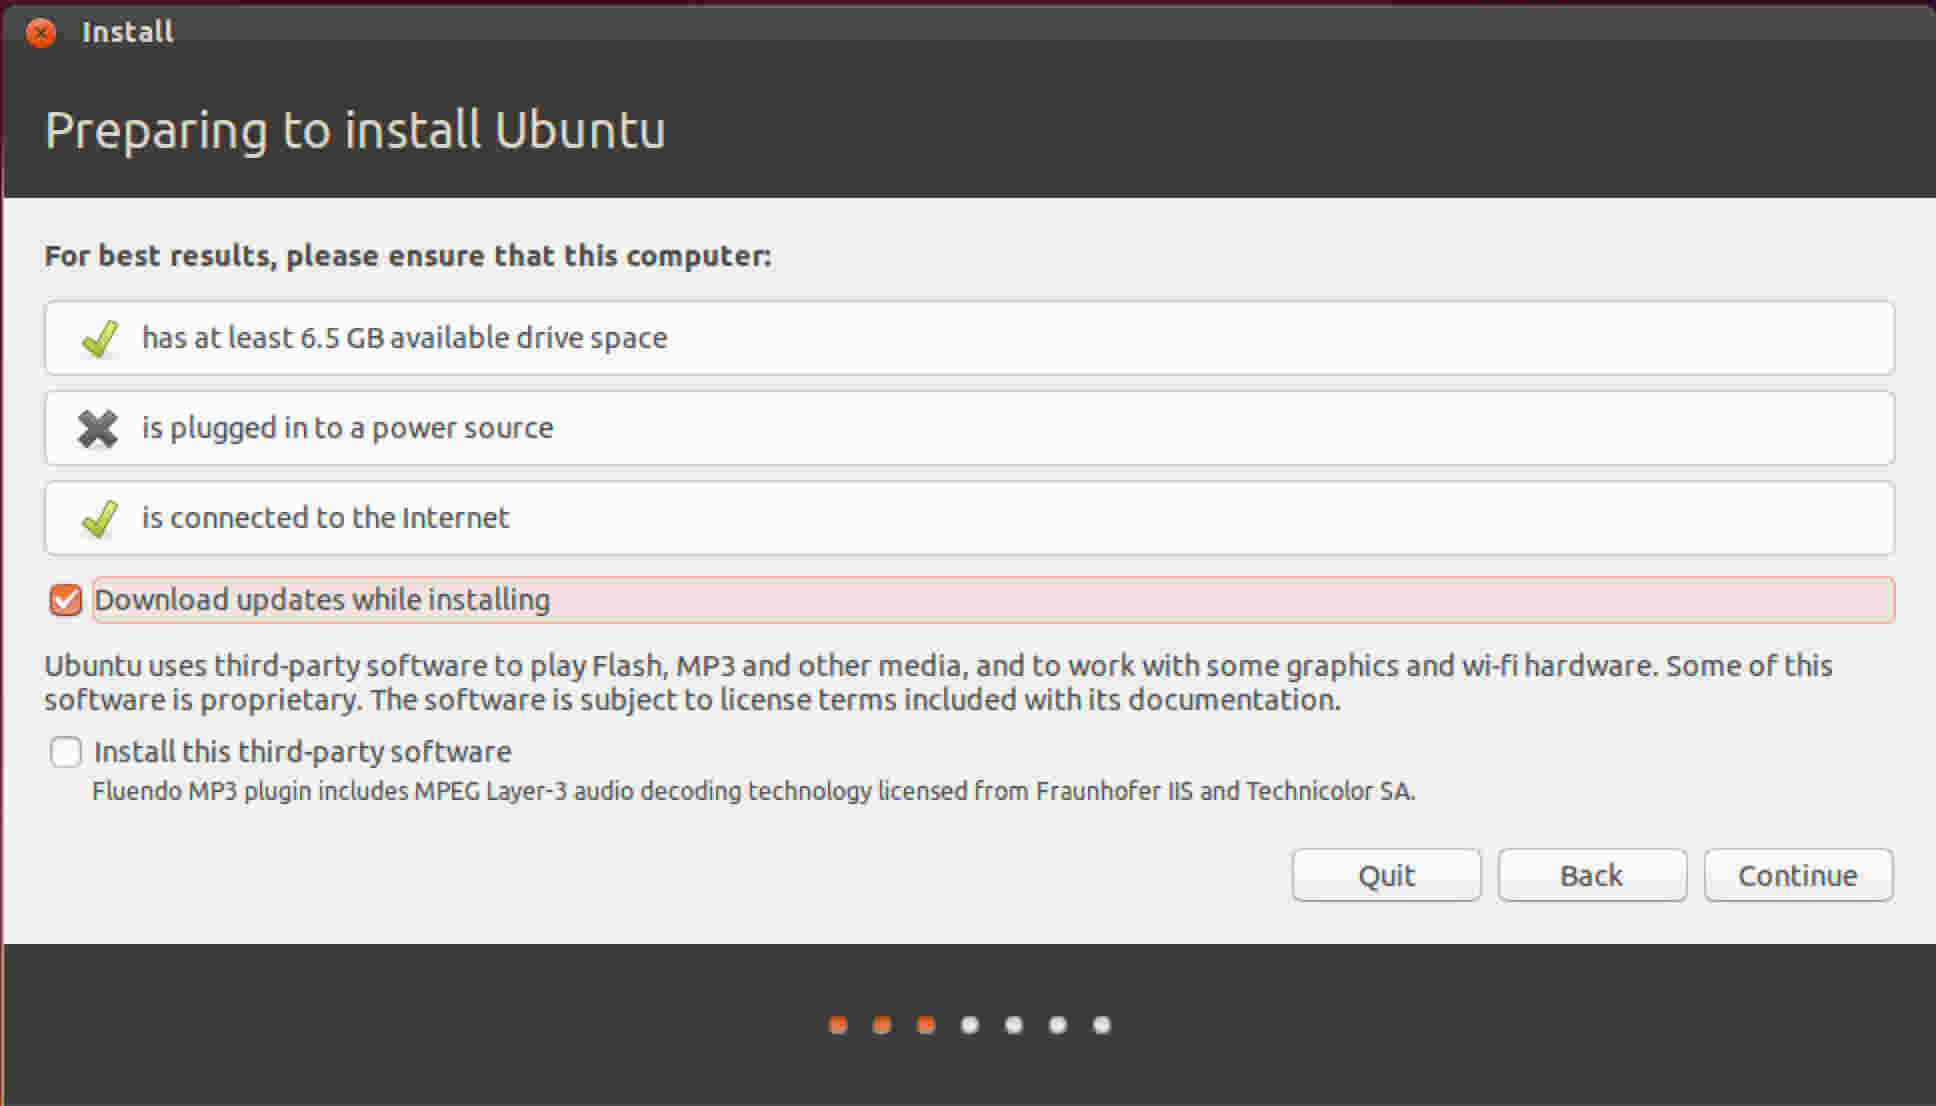 Install
Preparing to install Ubuntu
For best results, please ensure that this computer:
has at least 6.5 GB available drive space
is plugged in to a power source
is connected to the Internet
Download updates while installing
Ubuntu uses third-party software to play Flash, MP3 and other media, and to work with some graphics and wi-fi hardware. Some of this
software is proprietary. The software is subject to license terms included with its documentation.
Install this third-party software
Fluendo MP3 plugin includes MPEG Layer-3 audio decoding technology licensed from Fraunhofer IIS and Technicolor SA.
Quit Back Continue